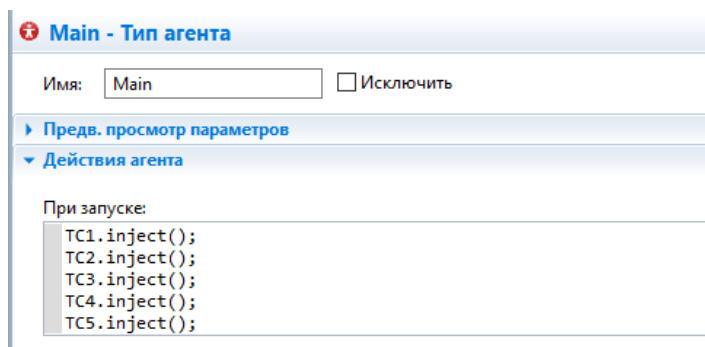 Main - Тип агента
Имя: Main Исключить
Предв. просмотр параметров
Действия агента
При запуске:
TC1.inject();
TC2.inject();
TC3.inject();
TC4.inject();
TC5.inject();